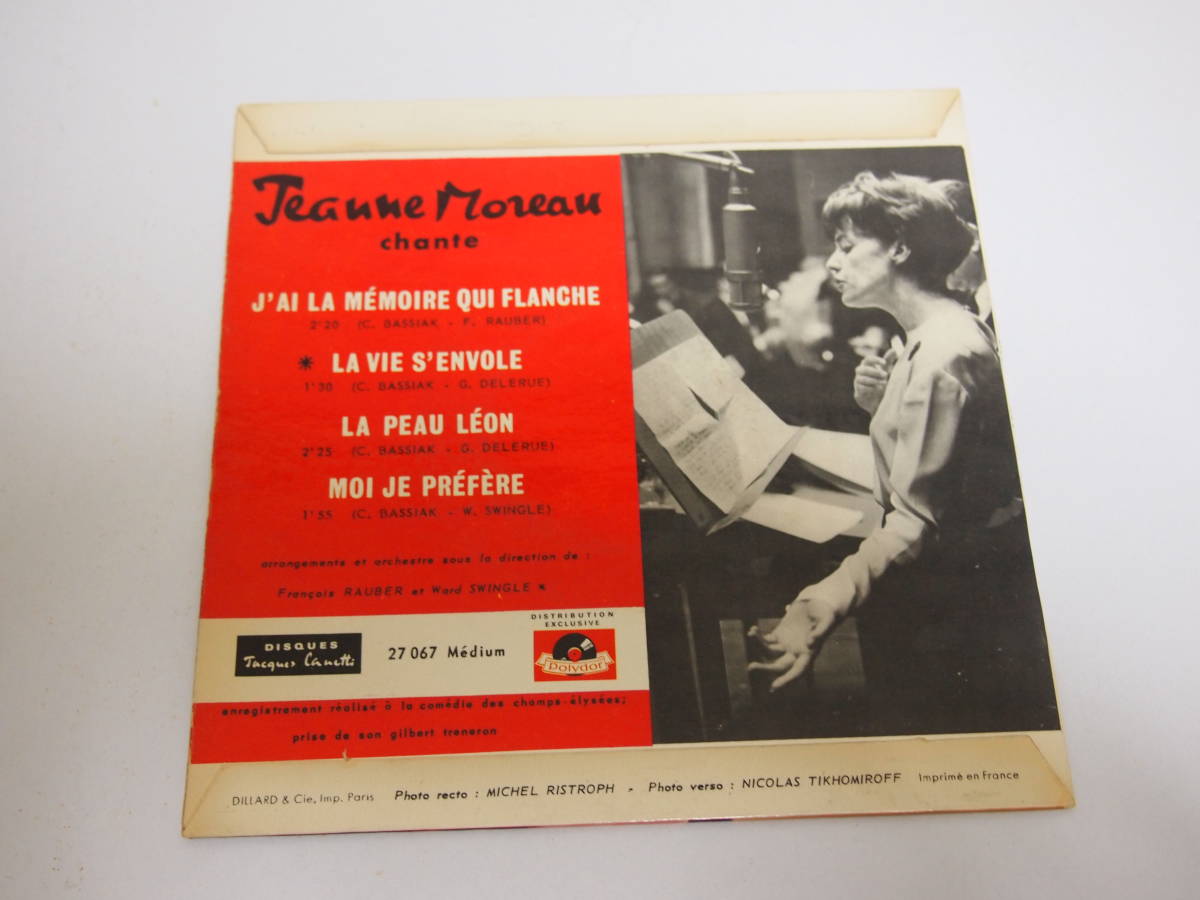 Jeanne Moreau
chante
J'AI LA MÉMOIRE QUI FLANCHE
2'20 (C. BASSIAK - F. RAUBER)
* LA VIE S'ENVOLE
1'30 (C. BASSIAK - G. DELERUE)
LA PEAU LÉON
2'25 (C. BASSIAK - G. DELERUE)
MOI JE PRÉFÈRE
1'55 (C. BASSIAK - W. SWINGLE)
arrangements et orchestre sous la direction de :
François RAUBER et Ward SWINGLE *
DISQUES
Jacques Canetti
27 067 Médium
DISTRIBUTION
EXCLUSIVE
Polydor
enregistrement réalisé à la comédie des champs-élysées;
prise de son gilbert treneron
DILLARD & Cie, Imp. Paris Photo recto : MICHEL RISTROPH - Photo verso : NICOLAS TIKHOMIROFF Imprimé en France